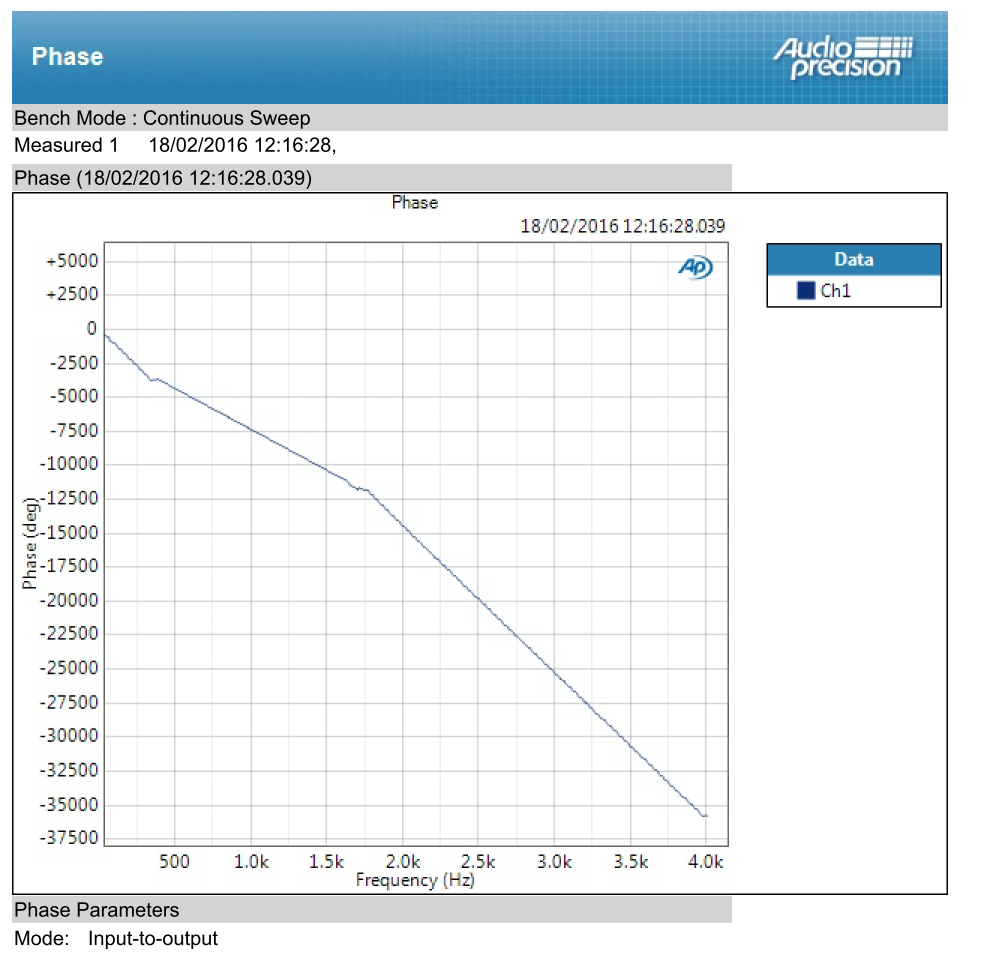 Phase
Audio precision
Bench Mode : Continuous Sweep
Measured 1 18/02/2016 12:16:28,
Phase (18/02/2016 12:16:28.039)
Phase
18/02/2016 12:16:28.039
AP
Data
Ch1
+5000
+2500
0
-2500
-5000
-7500
-10000
-12500
-15000
-17500
-20000
-22500
-25000
-27500
-30000
-32500
-35000
-37500
Phase (deg)
500 1.0k 1.5k 2.0k 2.5k 3.0k 3.5k 4.0k
Frequency (Hz)
Phase Parameters
Mode: Input-to-output